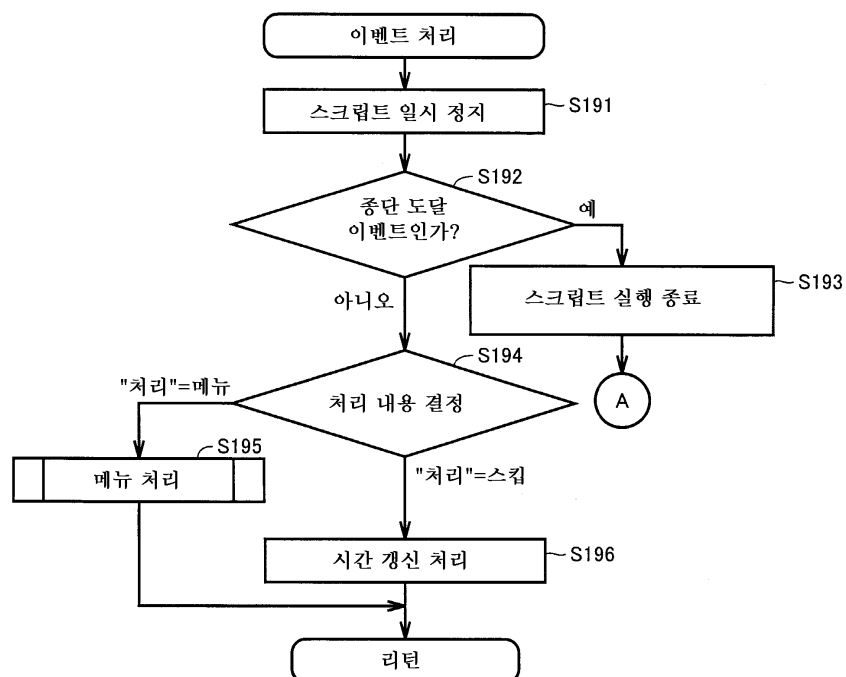 이벤트 처리
스크립트 일시 정지
S191
S192
종단 도달
이벤트인가?
예
스크립트 실행 종료
S193
아니오
S194
A
"처리"=메뉴
처리 내용 결정
S195
메뉴 처리
"처리"=스킵
시간 갱신 처리
S196
리턴